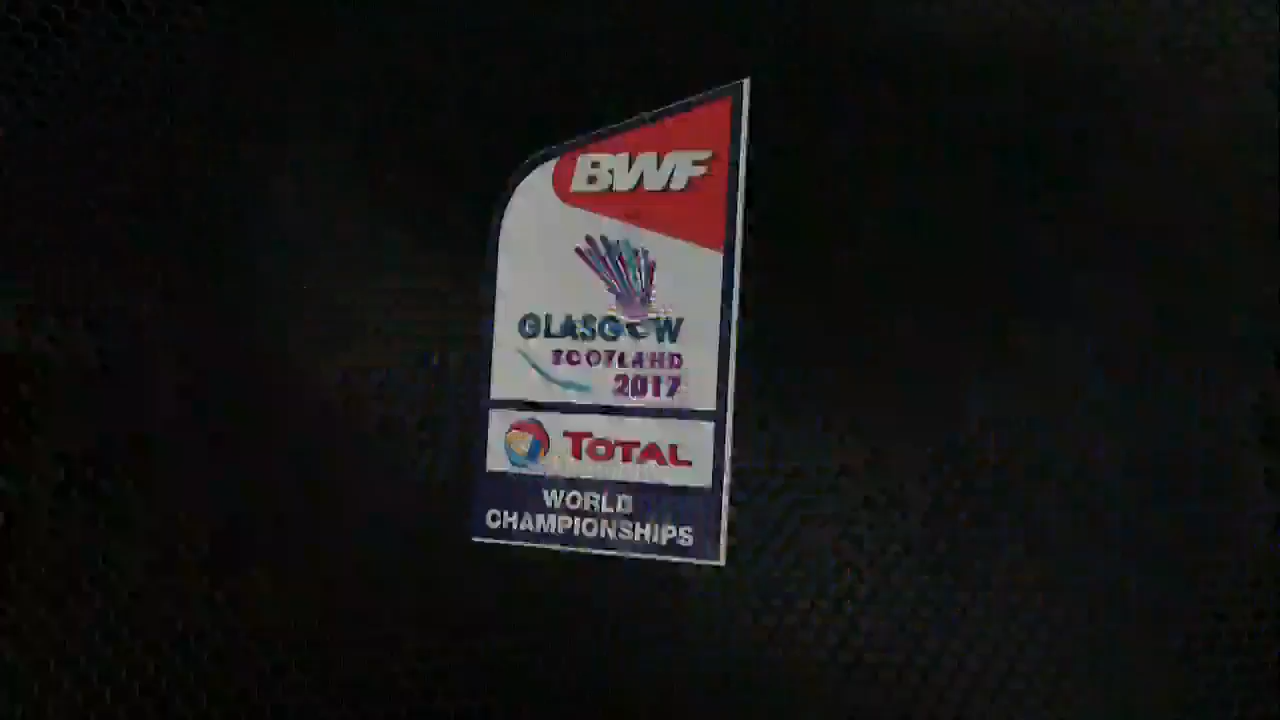 BWF
GLASGOW
SCOTLAND
2017
TOTAL
WORLD
CHAMPIONSHIPS